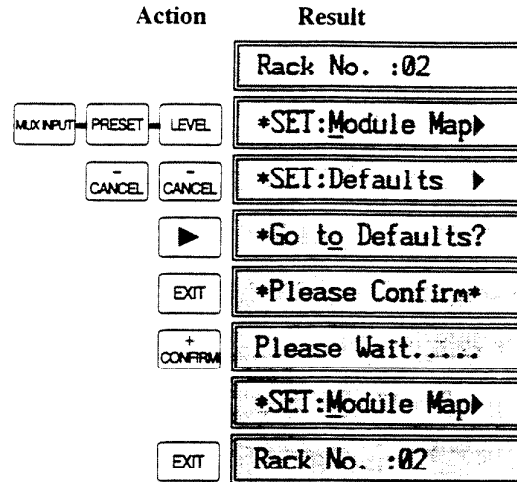 Action Result
Rack No. :02
MUX INPUT PRESET LEVEL *SET:Module Map▶
- CANCEL - CANCEL *SET:Defaults ▶
▶ *Go to Defaults?
EXIT *Please Confirm*
+ CONFIRM Please Wait.....
*SET:Module Map▶
EXIT Rack No. :02